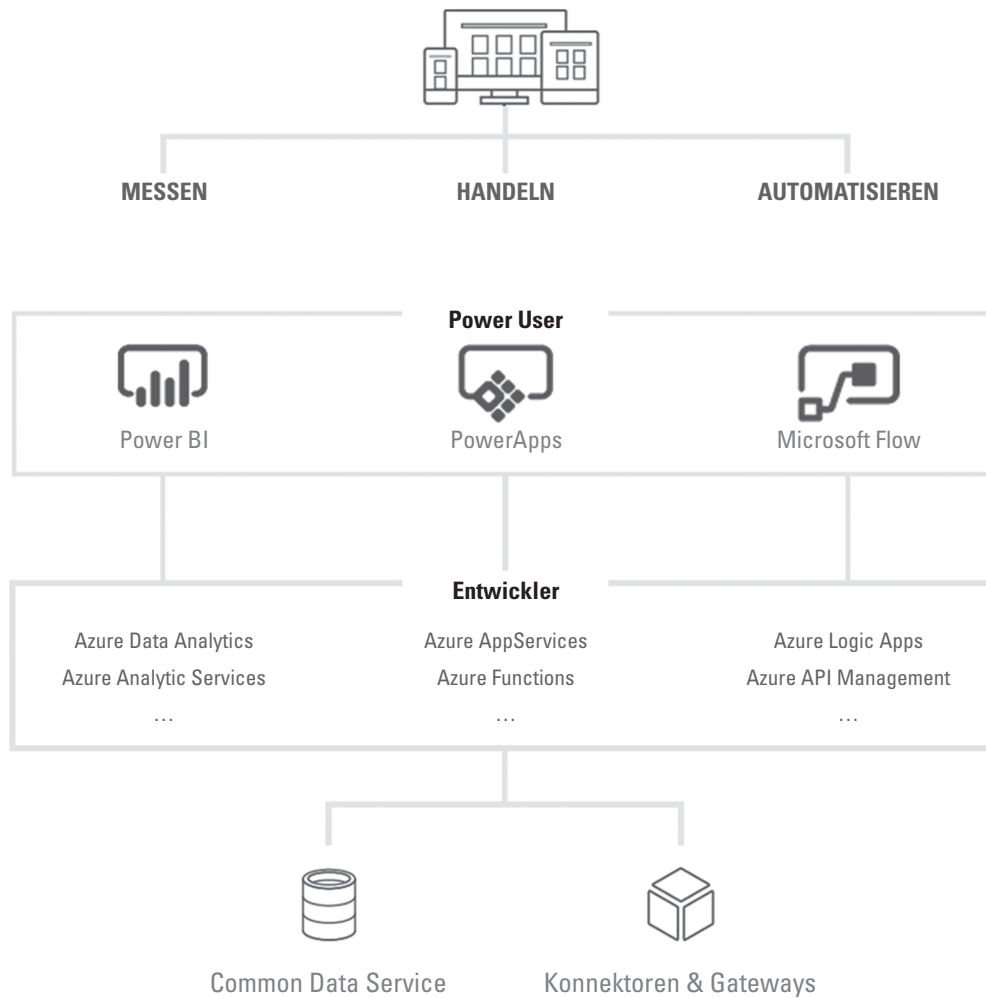 MESSEN HANDELN AUTOMATISIEREN
Power User
Power BI PowerApps Microsoft Flow
Entwickler
Azure Data Analytics Azure AppServices Azure Logic Apps
Azure Analytic Services Azure Functions Azure API Management
... ... ...
Common Data Service Konnektoren & Gateways